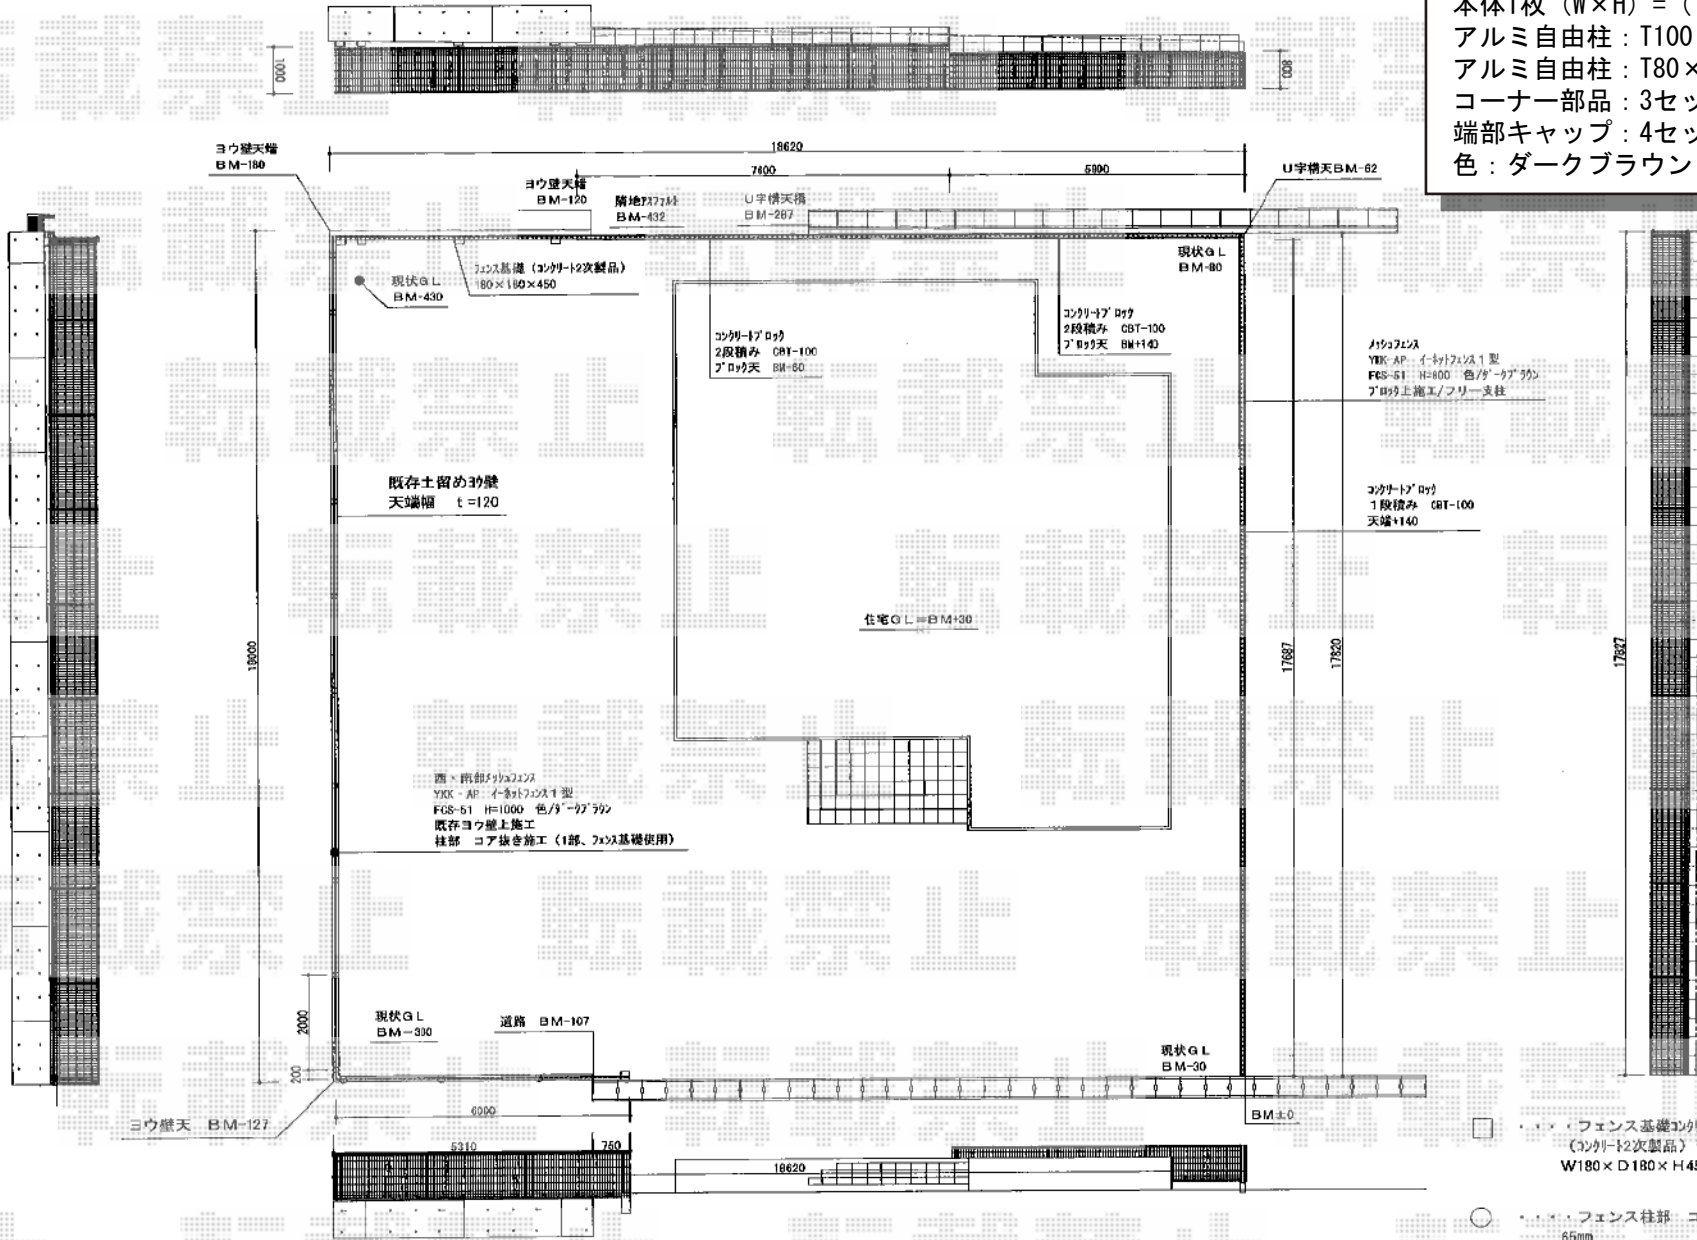 本体1枚（W×H）=（
アルミ自由柱：T100
アルミ自由柱：T80×
コーナー部品：3セッ
端部キャップ：4セッ
色：ダークブラウン
1000
800
ヨウ壁天端
BM-180
18620
7600
5900
U字構天BM-62
ヨウ壁天端
BM-120
隣地アスファルト
BM-432
U字構天端
BM-287
現状GL
BM-430
フェンス基礎（コンクリート2次製品）
180×180×450
現状GL
BM-80
コンクリートブロック
2段積み CBT-100
ブロック天 BM-60
コンクリートブロック
2段積み CBT-100
ブロック天 BM+140
メッシュフェンス
YKK-AP イーネットフェンス1型
FCS-51 H=800 色/ダークブラウン
ブロック上施工/フリー支柱
既存土留めヨウ壁
天端幅 t=120
コンクリートブロック
1段積み CBT-100
天端+140
住宅GL=BM+30
18000
17687
17820
17827
西・南部メッシュフェンス
YKK-AP イーネットフェンス1型
FCS-51 H=1000 色/ダークブラウン
既存ヨウ壁上施工
柱部 コア抜き施工（1部、フェンス基礎使用）
2000
200
現状GL
BM-300
道路 BM-107
現状GL
BM-30
ヨウ壁天 BM-127
6000
BM±0
5310
750
18620
・・・・フェンス基礎コンクリ
（コンクリート2次製品）
W180×D180×H45
・・・・フェンス柱部 コ
65mm
転載禁止